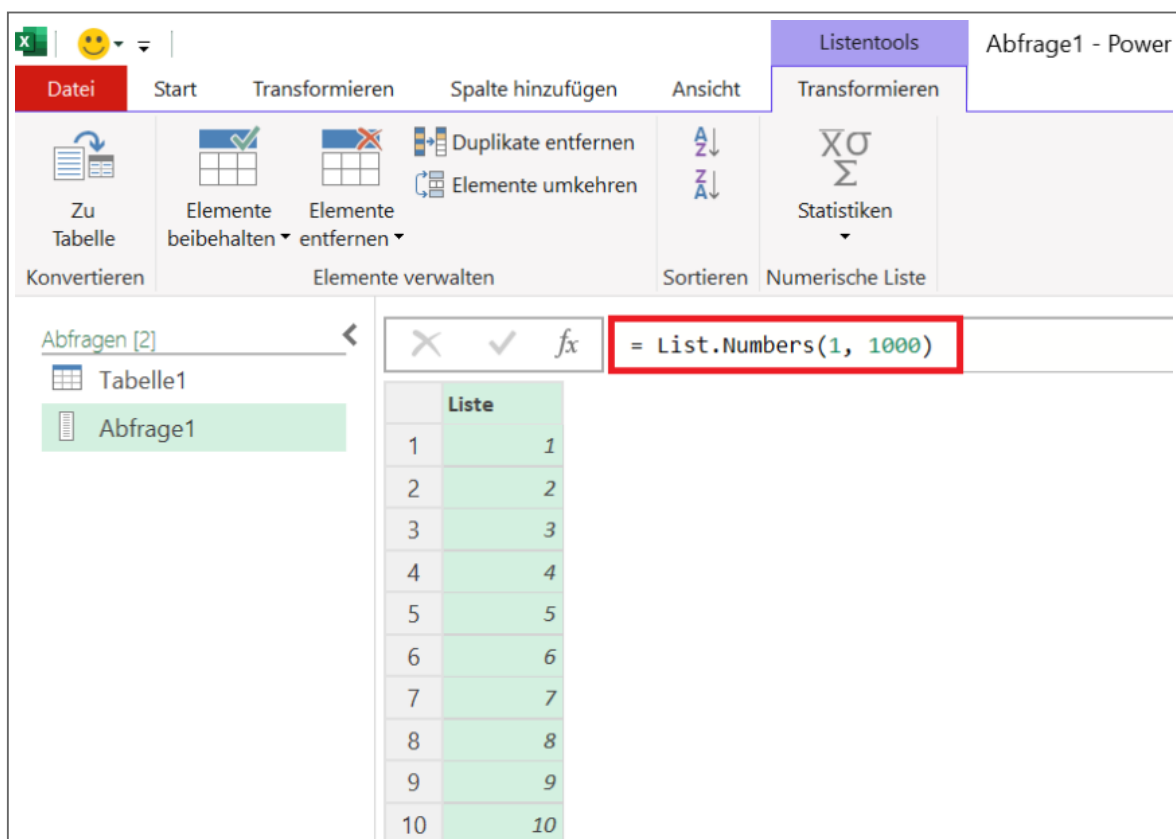 Listentools
Abfrage1 - Power
Datei Start Transformieren Spalte hinzufügen Ansicht Transformieren
Zu
Tabelle
Elemente
beibehalten
Elemente
entfernen
Duplikate entfernen
Elemente umkehren
A
Z
Z
A
X̅σ
Σ
Statistiken
Konvertieren Elemente verwalten Sortieren Numerische Liste
Abfragen [2]
Tabelle1
Abfrage1
fx = List.Numbers(1, 1000)
Liste
1 1
2 2
3 3
4 4
5 5
6 6
7 7
8 8
9 9
10 10